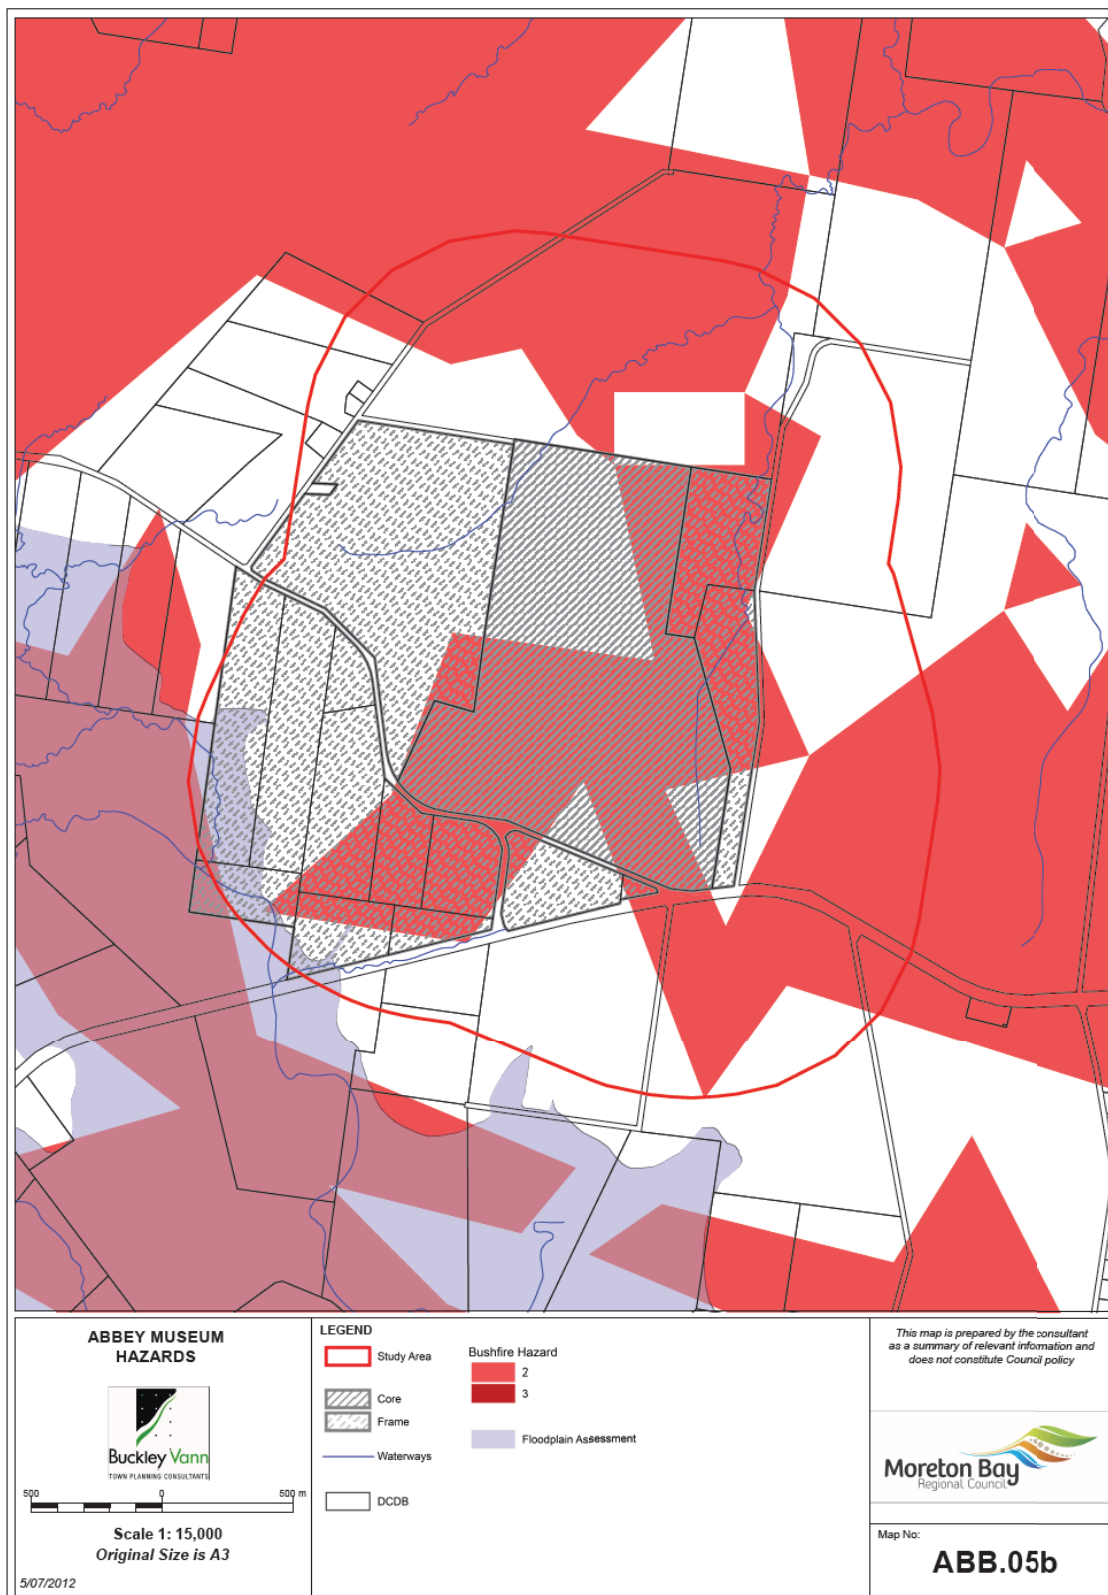 ABBEY MUSEUM
HAZARDS
Buckley Vann
TOWN PLANNING CONSULTANTS
500 0 500 m
Scale 1: 15,000
Original Size is A3
5/07/2012
LEGEND
Study Area
Core
Frame
Waterways
DCDB
Bushfire Hazard
2
3
Floodplain Assessment
This map is prepared by the consultant
as a summary of relevant information and
does not constitute Council policy
Moreton Bay
Regional Council
Map No:
ABB.05b